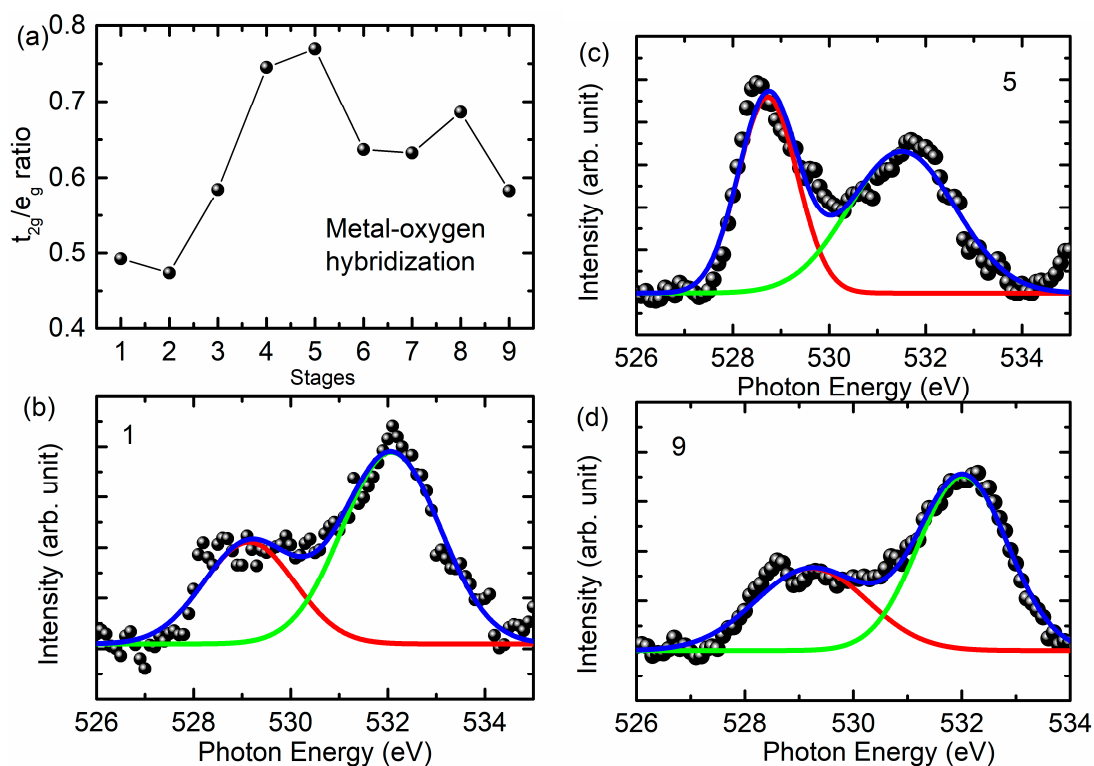 (a)
0.8
0.7
0.6
0.5
0.4
t2g/eg ratio
Metal-oxygen
hybridization
1 2 3 4 5 6 7 8 9
Stages
(b)
1
Intensity (arb. unit)
526 528 530 532 534
Photon Energy (eV)
(c)
5
Intensity (arb. unit)
526 528 530 532 534
Photon Energy (eV)
(d)
9
Intensity (arb. unit)
526 528 530 532 534
Photon Energy (eV)